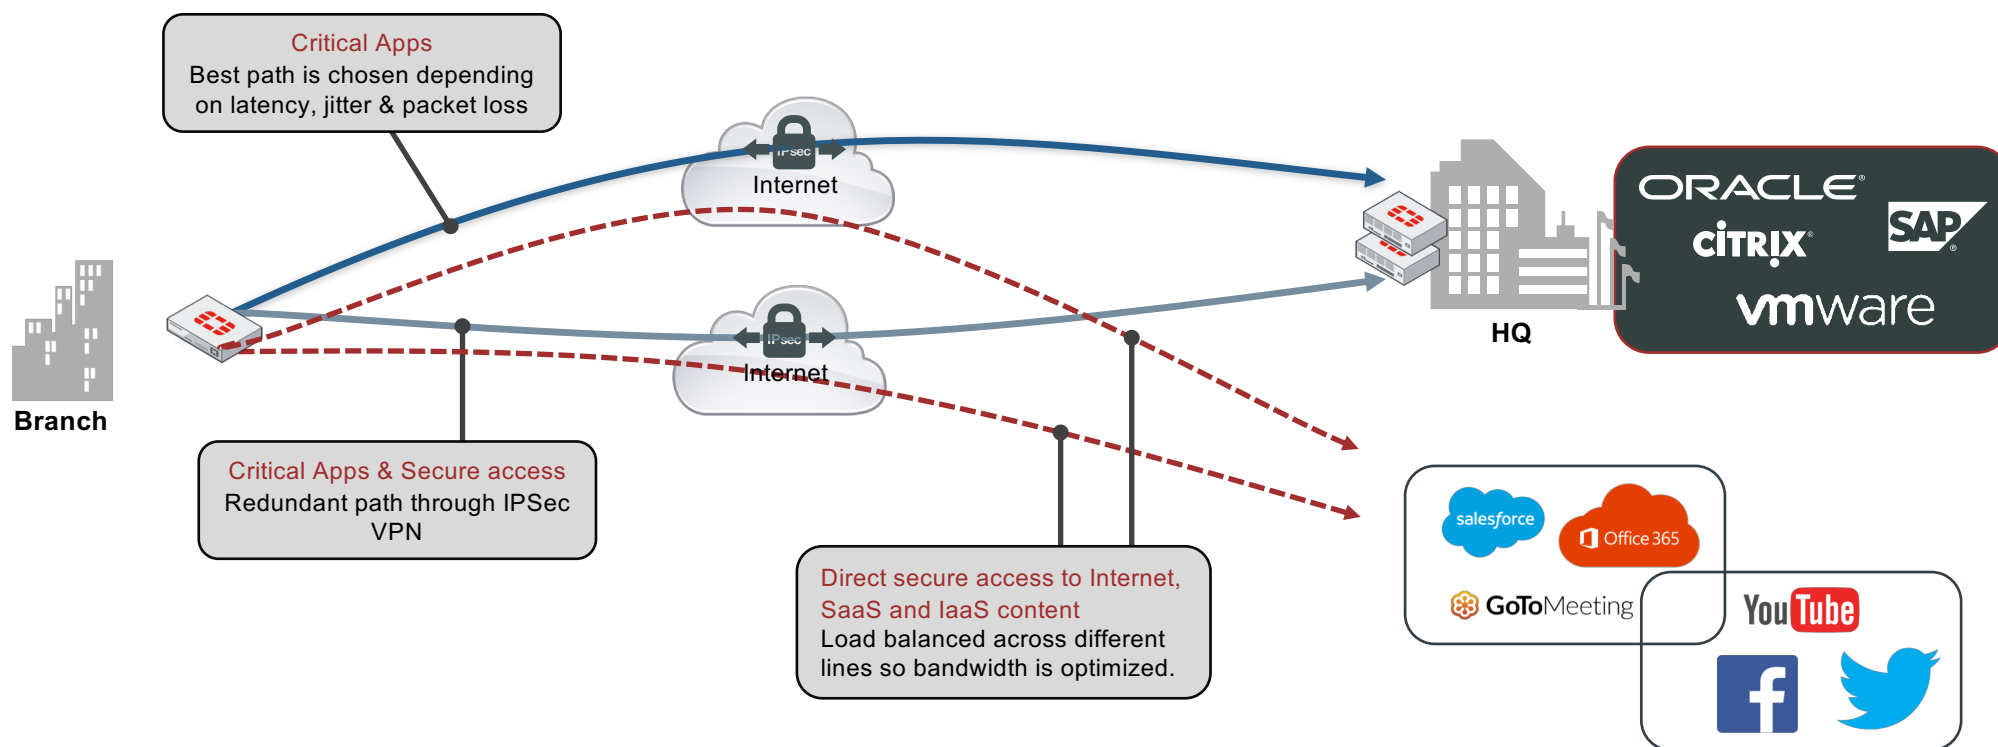 Critical Apps
Best path is chosen depending
on latency, jitter & packet loss
IPsec
Internet
ORACLE®
CİTRIX®
SAP®
vmware
HQ
IPsec
Internet
Branch
Critical Apps & Secure access
Redundant path through IPSec
VPN
Direct secure access to Internet,
SaaS and IaaS content
Load balanced across different
lines so bandwidth is optimized.
salesforce
Office 365
GoToMeeting
YouTube
f